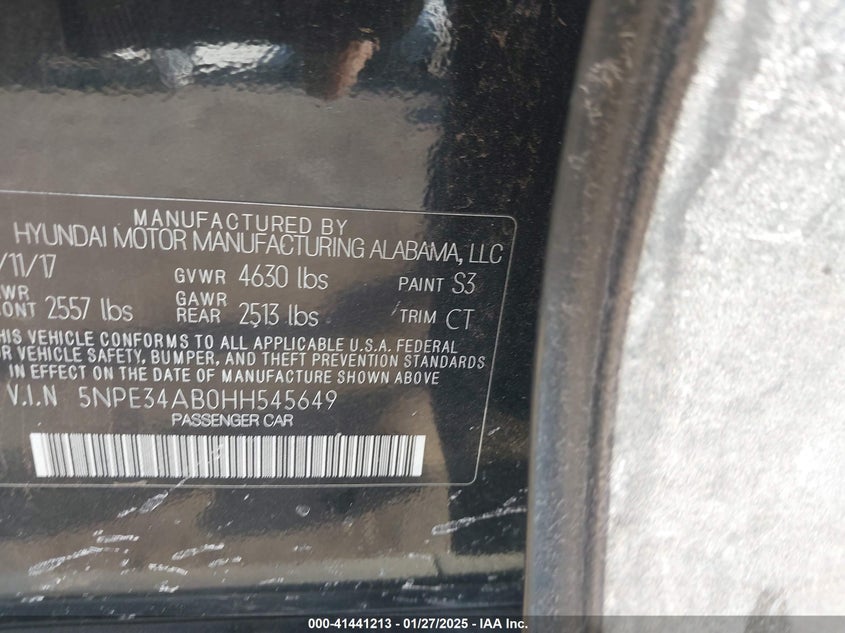 MANUFACTURED BY
HYUNDAI MOTOR MANUFACTURING ALABAMA, LLC
/11/17 GVWR 4630 lbs PAINT S3
WR GAWR
ONT 2557 lbs REAR 2513 lbs TRIM CT
HIS VEHICLE CONFORMS TO ALL APPLICABLE U.S.A. FEDERAL
OR VEHICLE SAFETY, BUMPER, AND THEFT PREVENTION STANDARDS
IN EFFECT ON THE DATE OF MANUFACTURE SHOWN ABOVE
V.I.N 5NPE34AB0HH545649
PASSENGER CAR
000-41441213 - 01/27/2025 - IAA Inc.